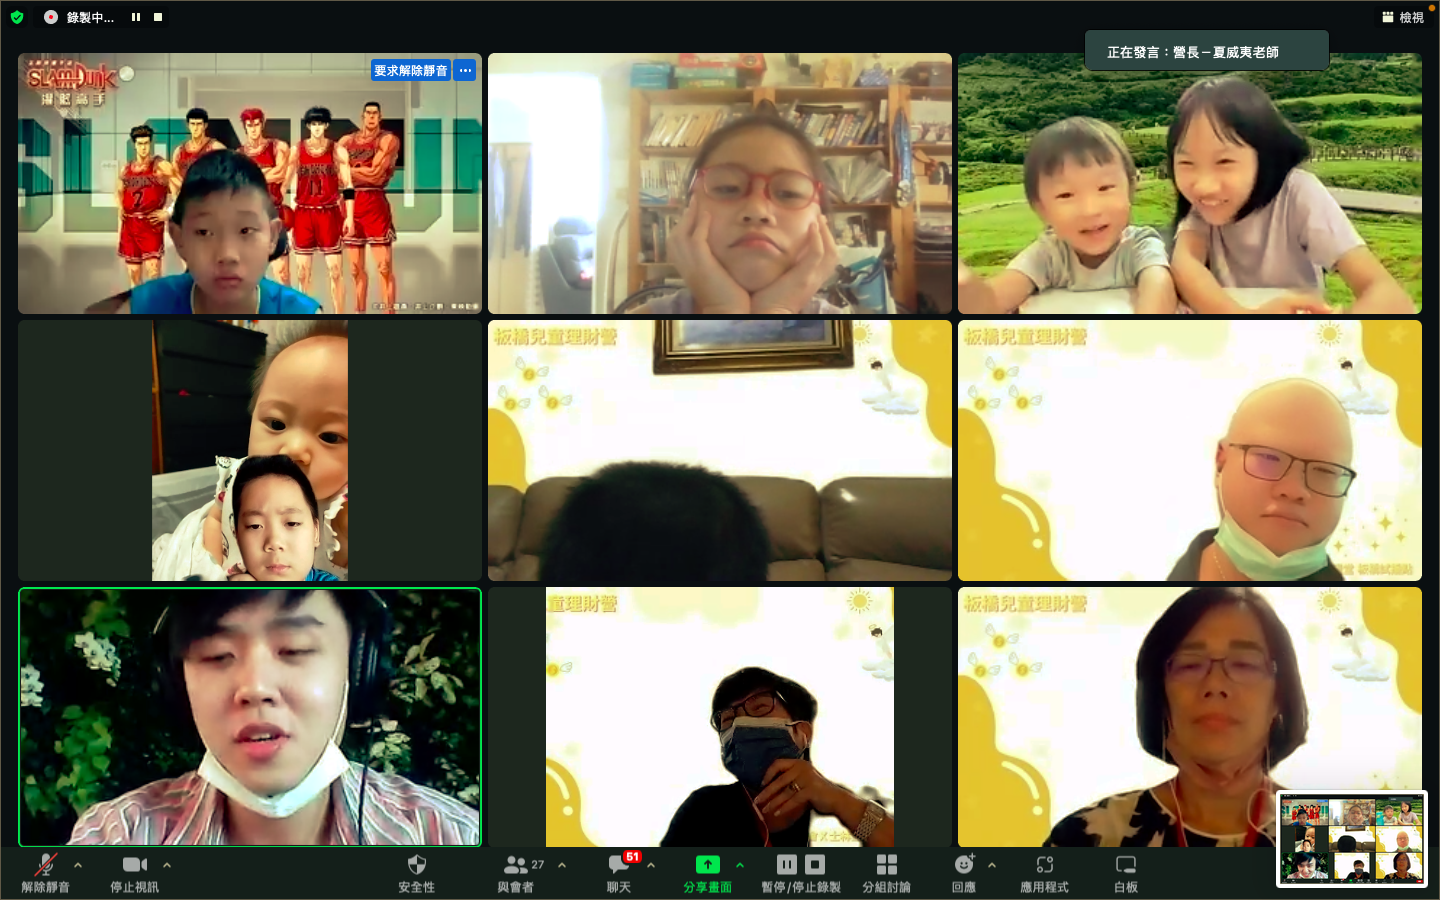 錄製中...
檢視
正在發言：營長－夏威夷老師
SLAM DUNK
灌籃高手
要求解除靜音
7
11
板橋兒童理財營
板橋兒童理財營
童理財營
板橋兒童理財營
解除靜音
停止視訊
安全性
27
與會者
51
聊天
分享畫面
暫停/停止錄製
分組討論
回應
應用程式
白板